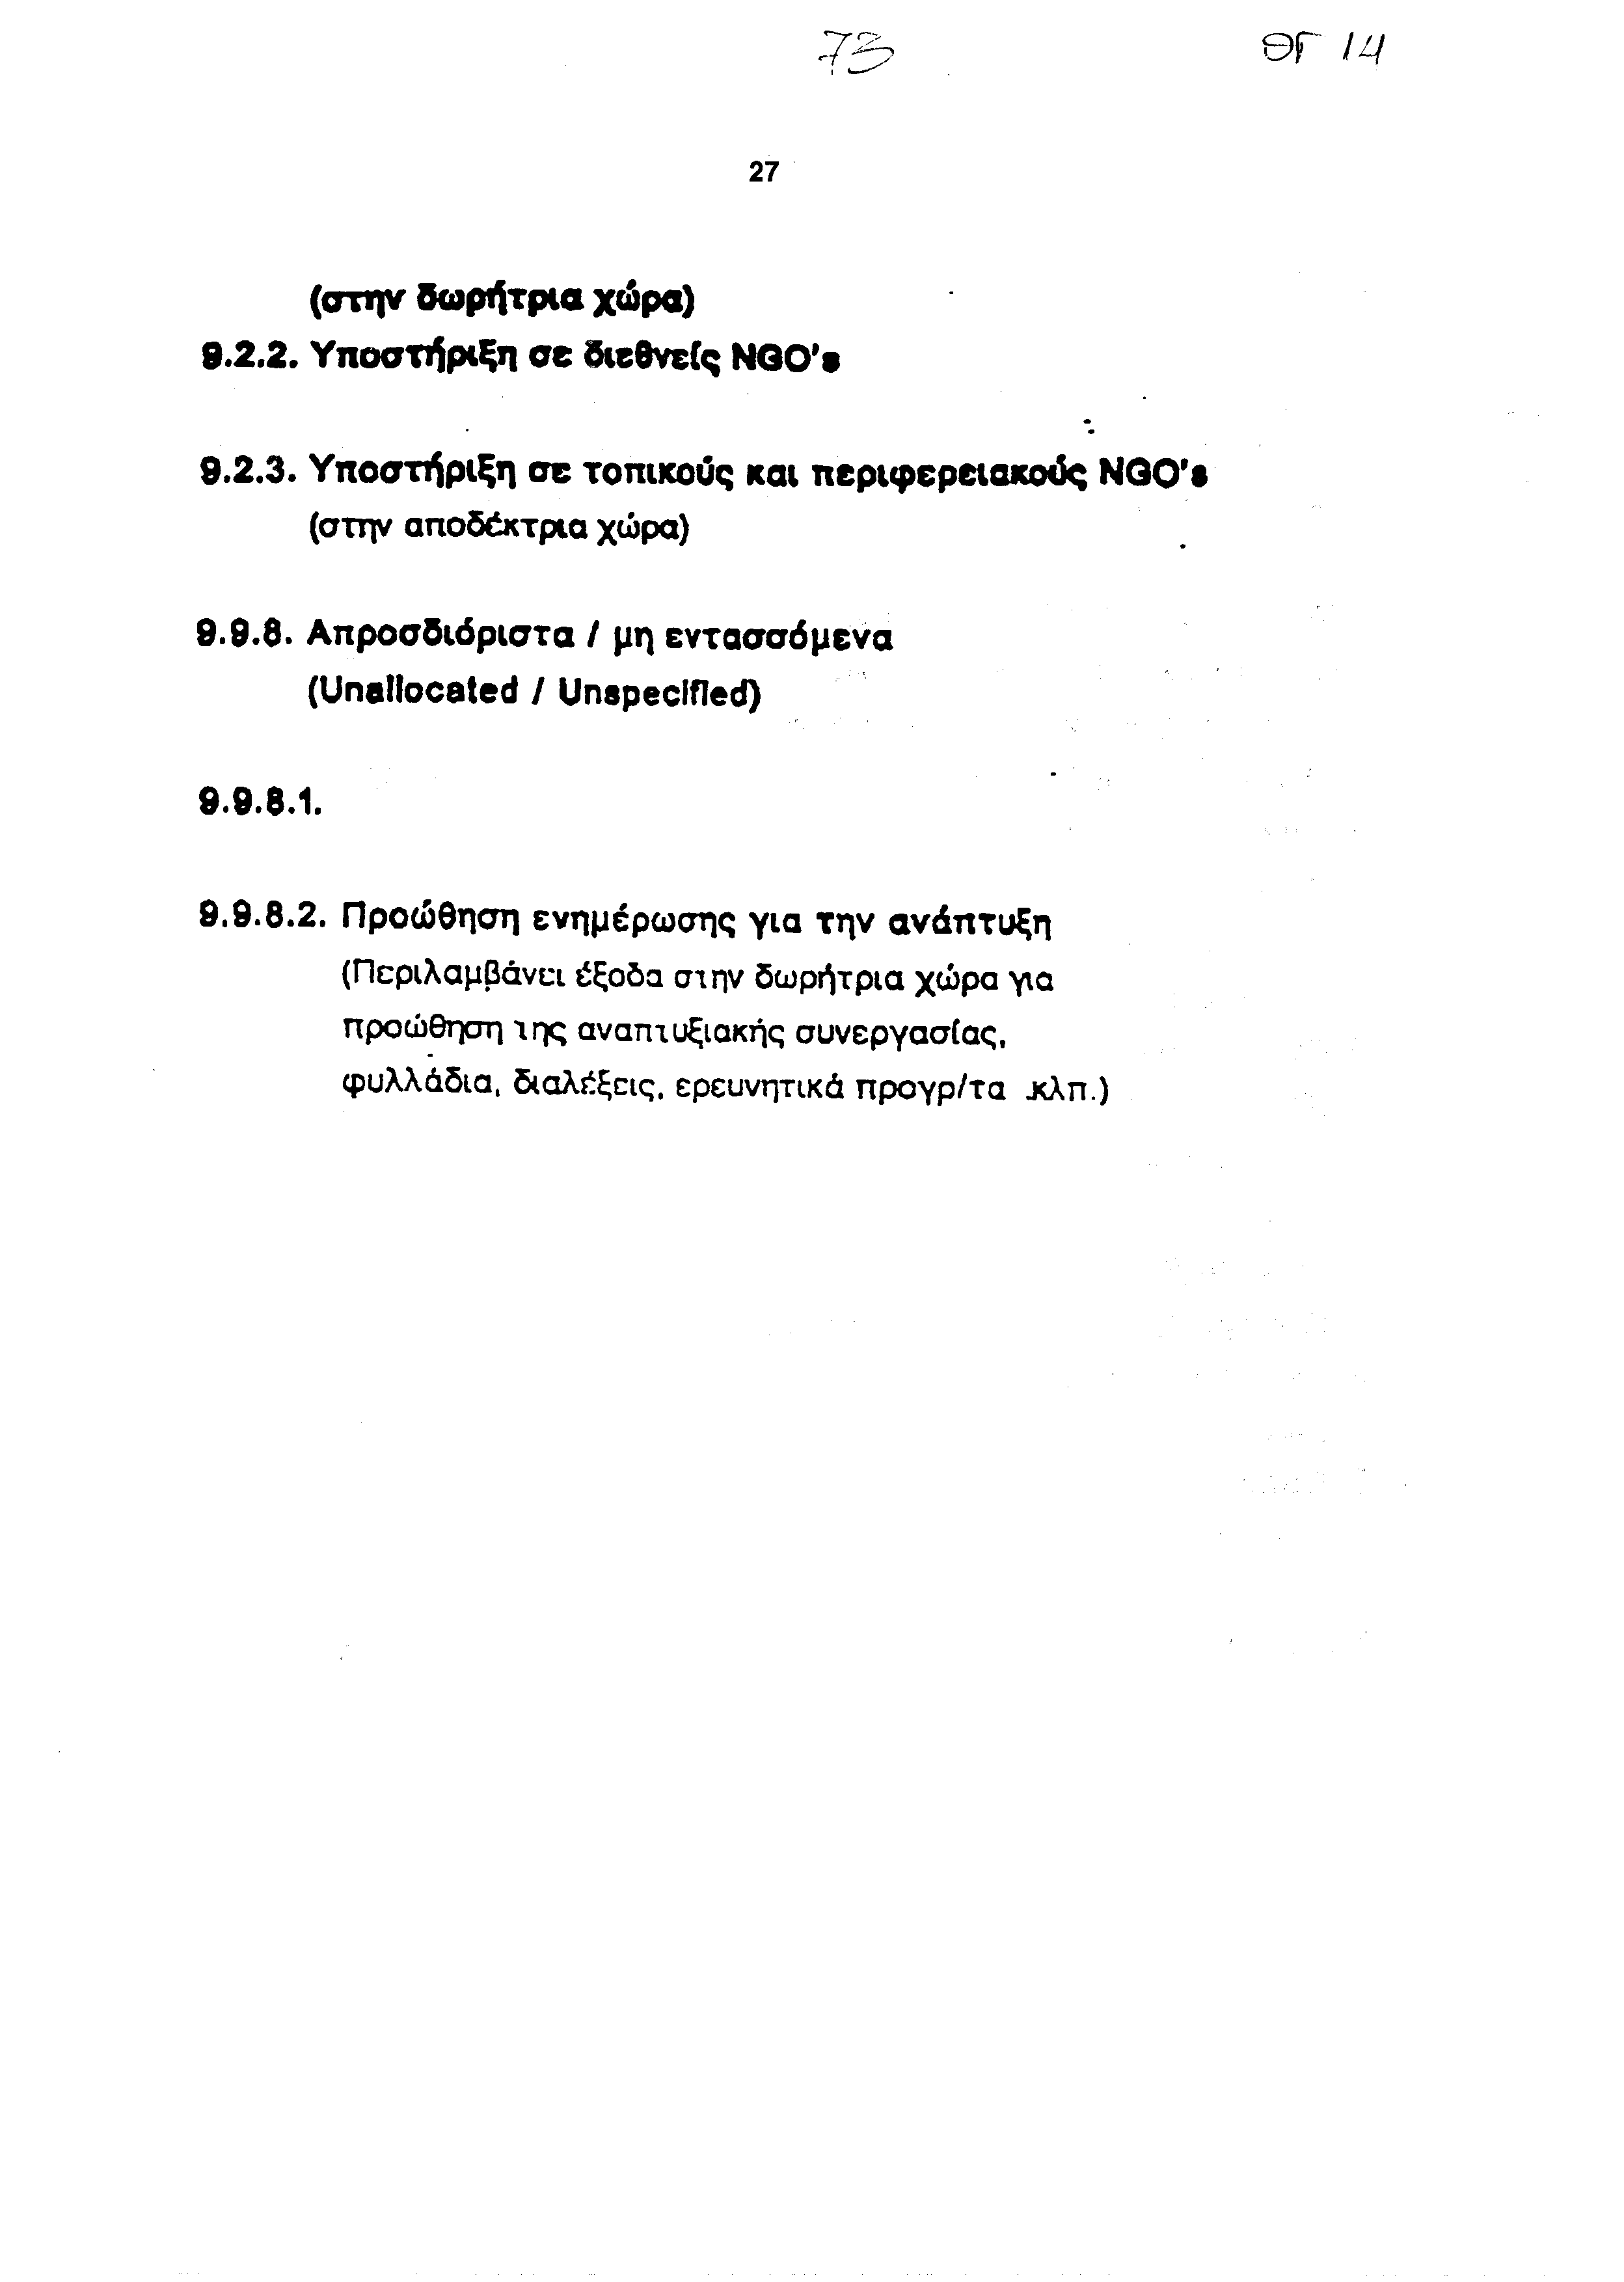 73
ΘΓ 14
27
(στην δωρήτρια χώρα)
9.2.2. Υποστήριξη σε διεθνείς NGO's
9.2.3. Υποστήριξη σε τοπικούς και περιφερειακούς NGO's
(στην αποδέκτρια χώρα)
9.9.8. Απροσδιόριστα / μη εντασσόμενα
(Unallocated / Unspecified)
9.9.8.1.
9.9.8.2. Προώθηση ενημέρωσης για την ανάπτυξη
(Περιλαμβάνει έξοδα στην δωρήτρια χώρα για
προώθηση της αναπτυξιακής συνεργασίας,
φυλλάδια, διαλέξεις, ερευνητικά προγρ/τα .κλπ.)